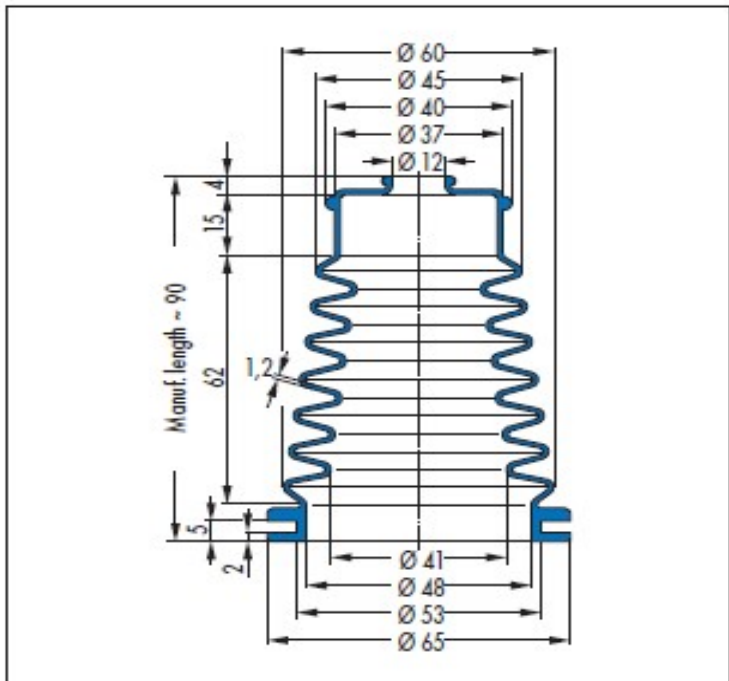 Ø 60
Ø 45
Ø 40
Ø 37
Ø 12
4
15
Manuf. length ~ 90
62
1,2
5
2
Ø 41
Ø 48
Ø 53
Ø 65